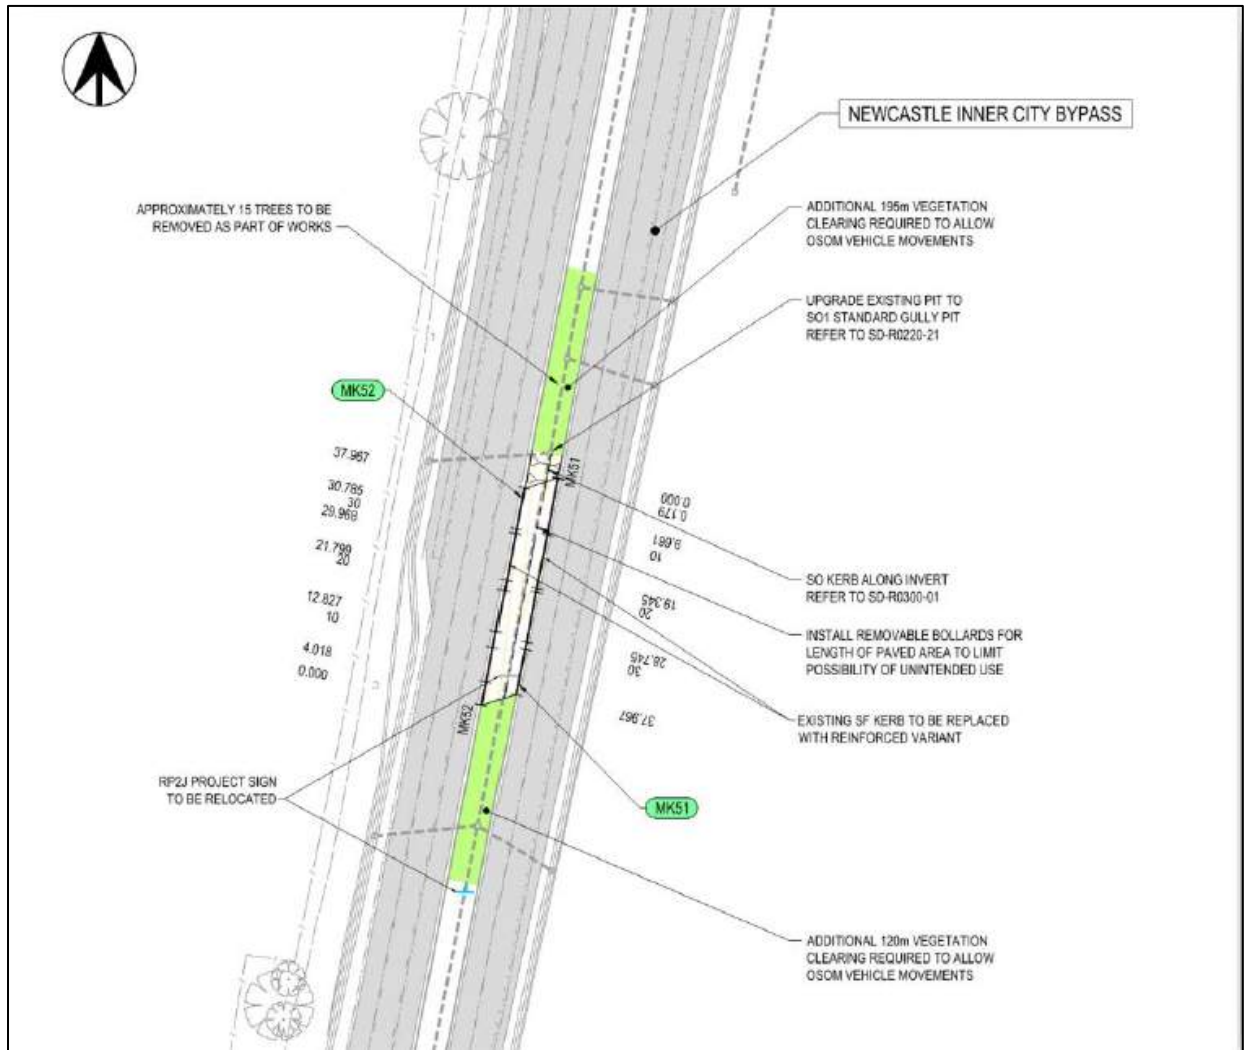 NEWCASTLE INNER CITY BYPASS
APPROXIMATELY 15 TREES TO BE
REMOVED AS PART OF WORKS
ADDITIONAL 195m VEGETATION
CLEARING REQUIRED TO ALLOW
OSOM VEHICLE MOVEMENTS
UPGRADE EXISTING PIT TO
SO1 STANDARD GULLY PIT
REFER TO SD-R0220-21
MK52
37.967
30.785
30
29.968
21.799
20
12.827
10
4.018
0.000
MK51
0.000
0.179
9.661
10
19.345
20
28.745
30
37.967
SO KERB ALONG INVERT
REFER TO SD-R0300-01
INSTALL REMOVABLE BOLLARDS FOR
LENGTH OF PAVED AREA TO LIMIT
POSSIBILITY OF UNINTENDED USE
EXISTING SF KERB TO BE REPLACED
WITH REINFORCED VARIANT
MK52
RP2J PROJECT SIGN
TO BE RELOCATED
MK51
ADDITIONAL 120m VEGETATION
CLEARING REQUIRED TO ALLOW
OSOM VEHICLE MOVEMENTS